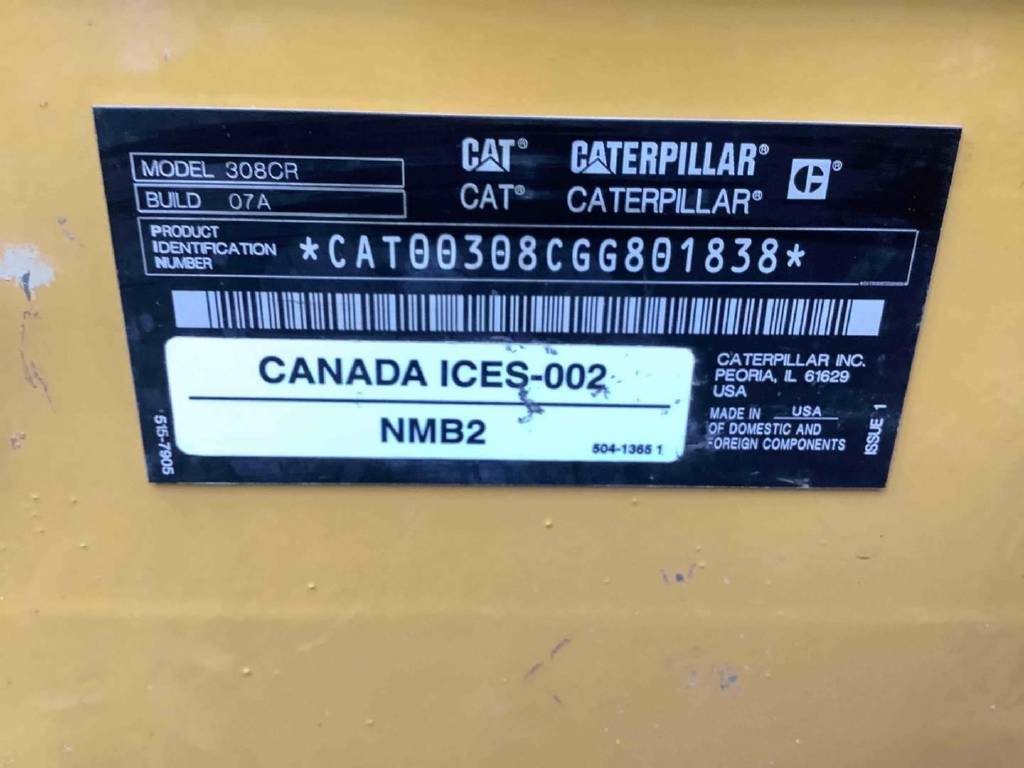 CAT® CATERPILLAR® ®
CAT® CATERPILLAR®
MODEL 308CR
BUILD 07A
PRODUCT
IDENTIFICATION
NUMBER
*CAT00308CGG801838*
CANADA ICES-002
NMB2
504-1365 1
CATERPILLAR INC.
PEORIA, IL 61629
USA
MADE IN USA
OF DOMESTIC AND
FOREIGN COMPONENTS
515-7905
ISSUE 1